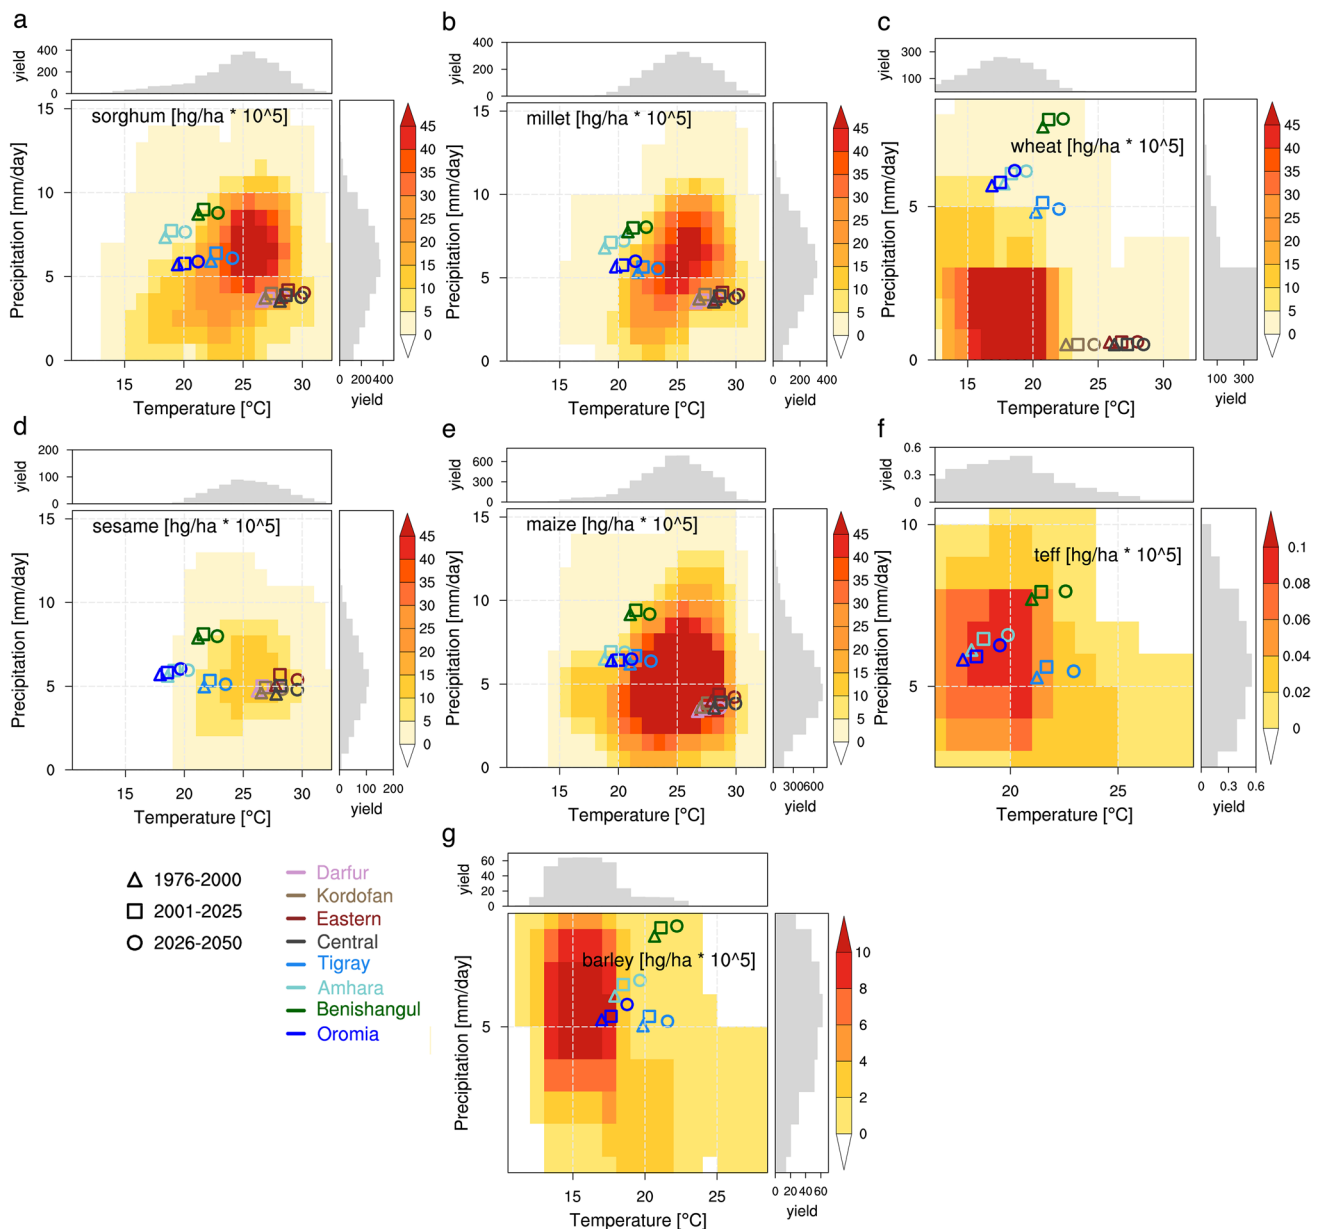 a
yield
400
200
0
sorghum [hg/ha * 10^5]
Precipitation [mm/day]
15
10
5
0
15 20 25 30
Temperature [°C]
0 200 400
yield
45
40
35
30
25
20
15
10
5
0
b
yield
400
200
0
millet [hg/ha * 10^5]
Precipitation [mm/day]
15
10
5
0
15 20 25 30
Temperature [°C]
0 200 400
yield
45
40
35
30
25
20
15
10
5
0
c
yield
300
100
wheat [hg/ha * 10^5]
5
0
15 20 25 30
Temperature [°C]
100 300
yield
45
40
35
30
25
20
15
10
5
0
d
yield
200
100
0
sesame [hg/ha * 10^5]
Precipitation [mm/day]
15
10
5
0
15 20 25 30
Temperature [°C]
0 100 200
yield
45
40
35
30
25
20
15
10
5
0
e
yield
600
300
0
maize [hg/ha * 10^5]
Precipitation [mm/day]
15
10
5
0
15 20 25 30
Temperature [°C]
0 300 600
yield
45
40
35
30
25
20
15
10
5
0
f
yield
0.6
0.3
0
teff [hg/ha * 10^5]
Precipitation [mm/day]
10
5
20 25
Temperature [°C]
0 0.3 0.6
yield
0.1
0.08
0.06
0.04
0.02
0
1976-2000
2001-2025
2026-2050
Darfur
Kordofan
Eastern
Central
Tigray
Amhara
Benishangul
Oromia
g
yield
60
40
20
0
barley [hg/ha * 10^5]
Precipitation [mm/day]
5
15 20 25
Temperature [°C]
0 20 40 60
yield
10
8
6
4
2
0